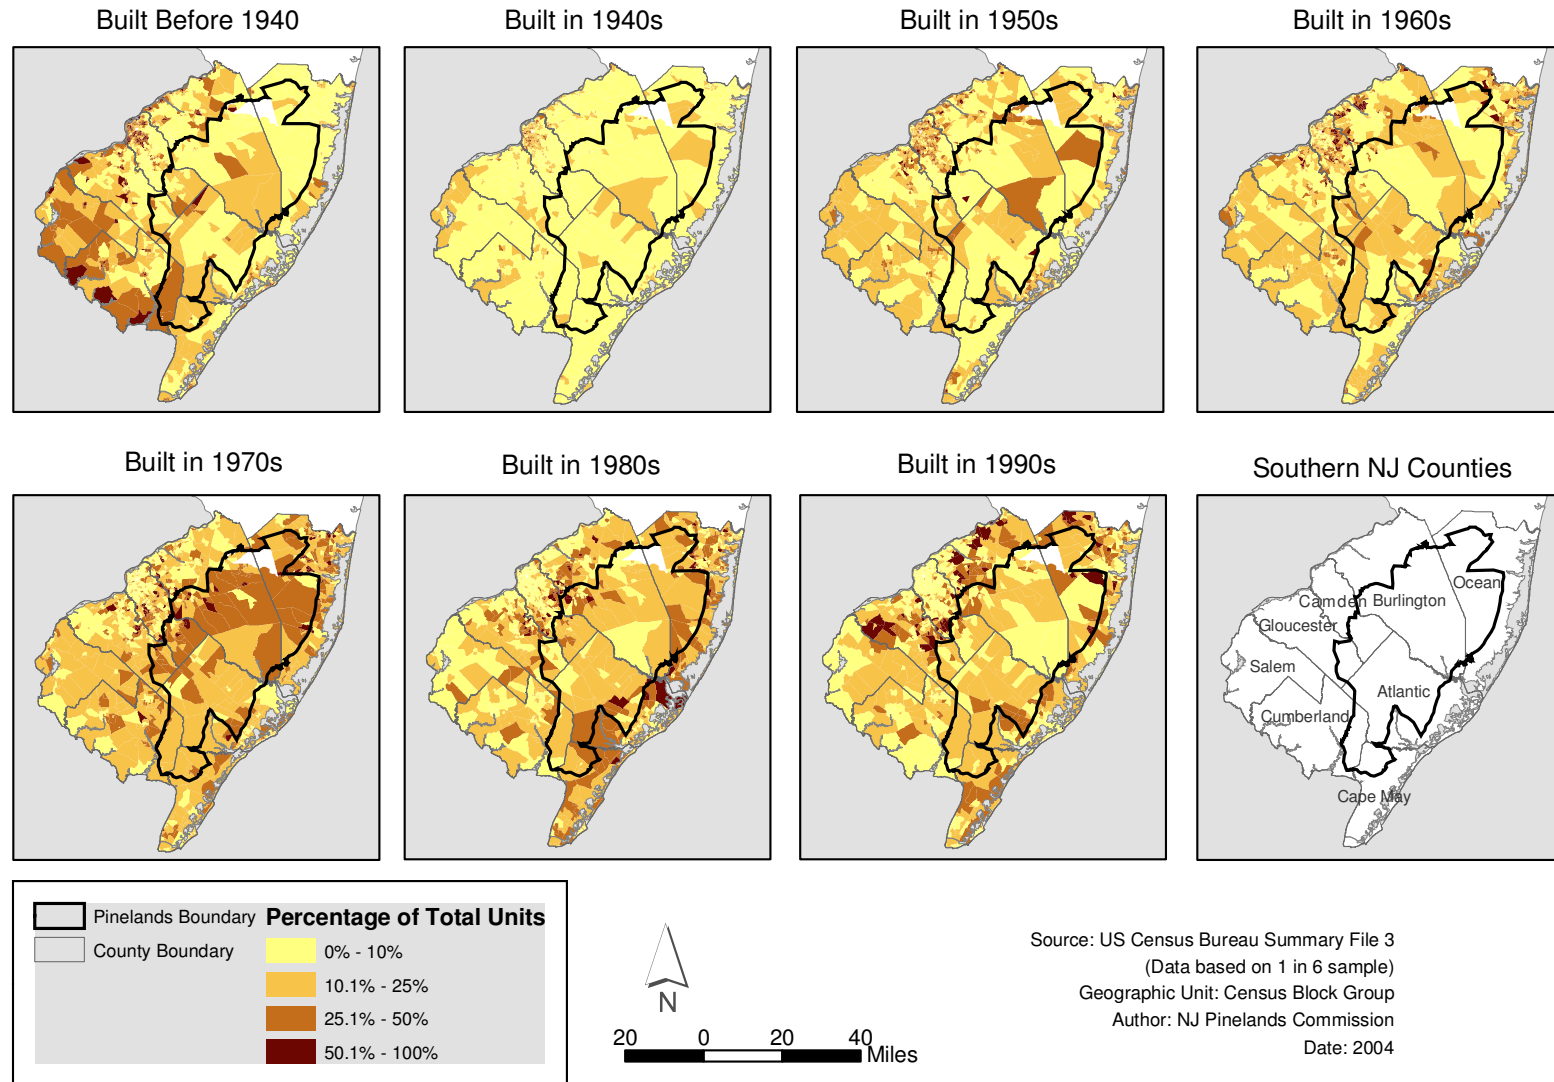 Built Before 1940
Built in 1940s
Built in 1950s
Built in 1960s
Built in 1970s
Built in 1980s
Built in 1990s
Southern NJ Counties
Ocean
Camden
Burlington
Gloucester
Salem
Atlantic
Cumberland
Cape May
Pinelands Boundary
County Boundary
Percentage of Total Units
0% - 10%
10.1% - 25%
25.1% - 50%
50.1% - 100%
N
20 0 20 40
Miles
Source: US Census Bureau Summary File 3
(Data based on 1 in 6 sample)
Geographic Unit: Census Block Group
Author: NJ Pinelands Commission
Date: 2004